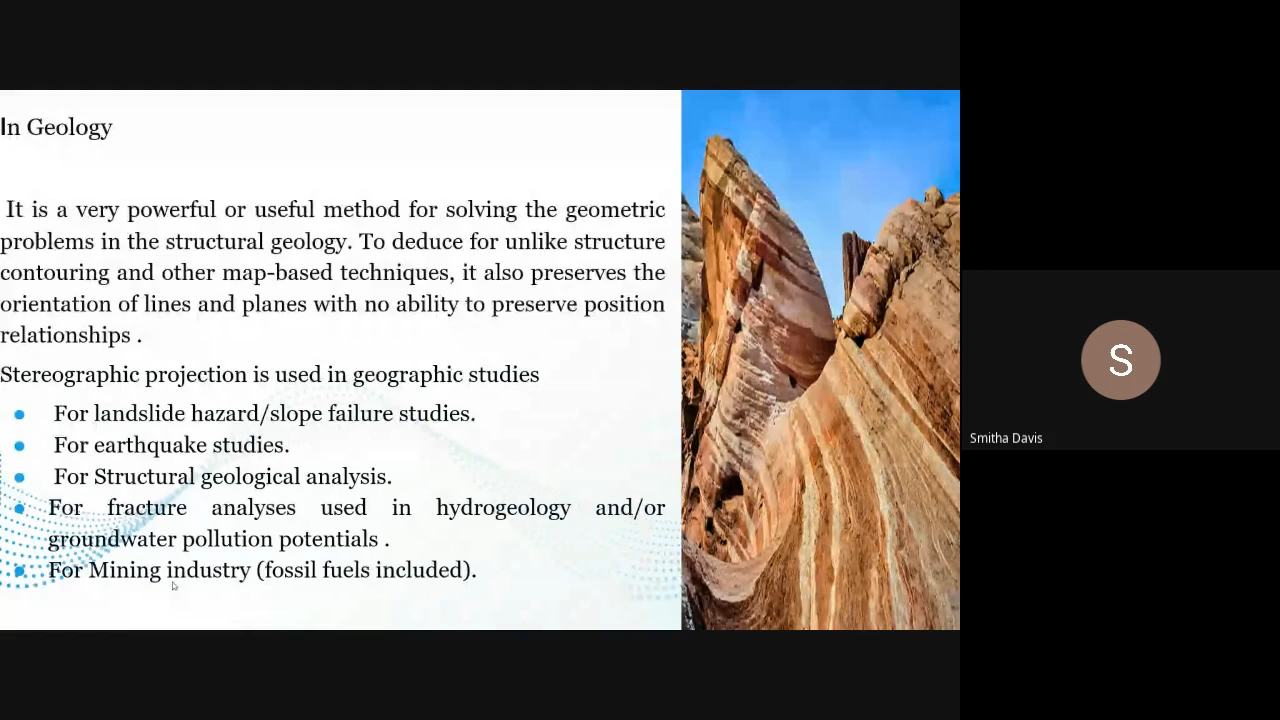 In Geology
It is a very powerful or useful method for solving the geometric
problems in the structural geology. To deduce for unlike structure
contouring and other map-based techniques, it also preserves the
orientation of lines and planes with no ability to preserve position
relationships .
Stereographic projection is used in geographic studies
For landslide hazard/slope failure studies.
For earthquake studies.
For Structural geological analysis.
For fracture analyses used in hydrogeology and/or
groundwater pollution potentials .
For Mining industry (fossil fuels included).
S
Smitha Davis